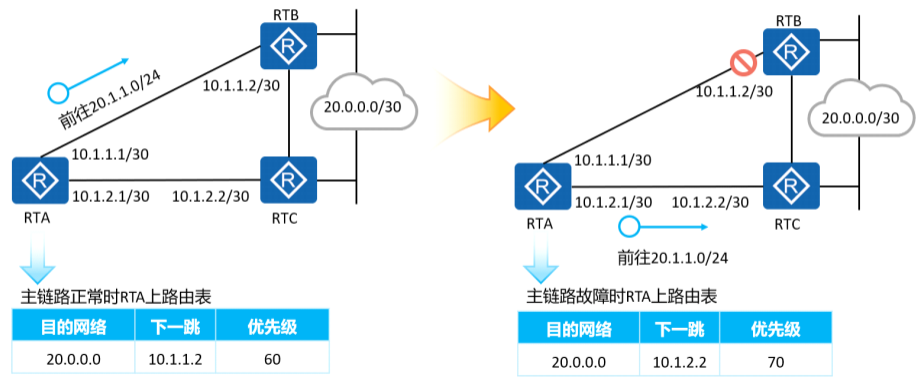 RTB
前往20.1.1.0/24
10.1.1.2/30
20.0.0.0/30
10.1.1.1/30
10.1.2.1/30
10.1.2.2/30
RTA
RTC
主链路正常时RTA上路由表
目的网络 下一跳 优先级
20.0.0.0 10.1.1.2 60
RTB
10.1.1.2/30
20.0.0.0/30
10.1.1.1/30
10.1.2.1/30
10.1.2.2/30
RTA
RTC
前往20.1.1.0/24
主链路故障时RTA上路由表
目的网络 下一跳 优先级
20.0.0.0 10.1.2.2 70